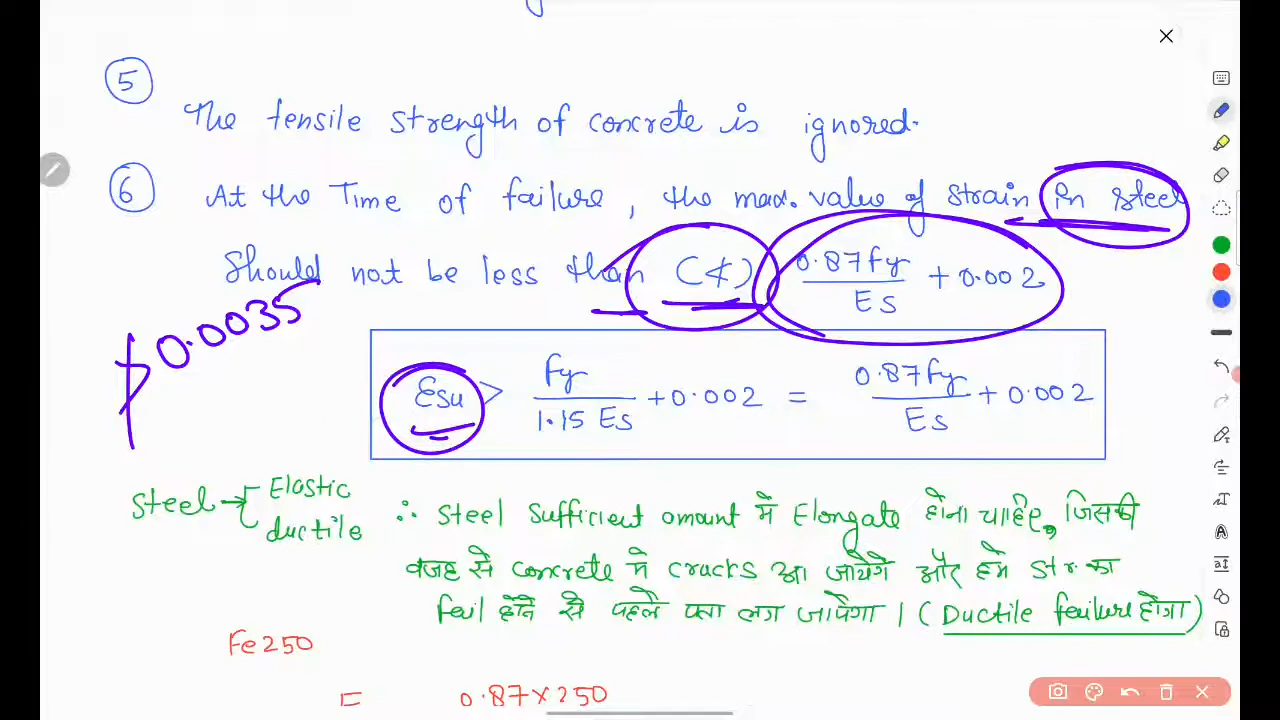 5
The tensile strength of concrete is ignored.
6 At the Time of failure, the max. value of strain in steel
Should not be less than (≮) 0.87fy/Es + 0.002
≯ 0.0035
Esu > fy/1.15 Es + 0.002 = 0.87fy/Es + 0.002
Steel → Elastic
ductile
∴ Steel Sufficient amount में Elongate होना चाहिए, जिसकी
वजह से concrete में cracks आ जायेंगे और हमे str का
fail होने से पहले पता लग जायेगा। (Ductile failure होगा)
Fe250
= 0.87×250